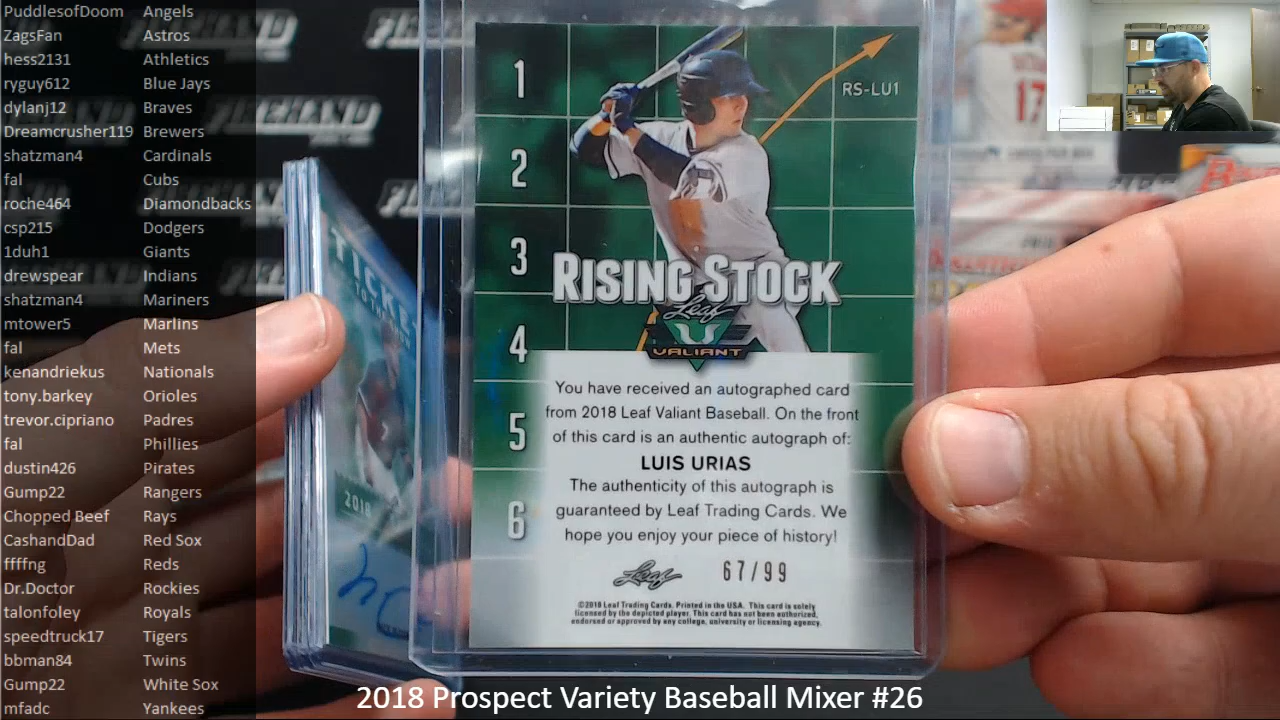 PuddlesofDoom Angels
ZagsFan Astros
hess2131 Athletics
ryguy612 Blue Jays
dylanj12 Braves
Dreamcrusher119 Brewers
shatzman4 Cardinals
fal Cubs
roche464 Diamondbacks
csp215 Dodgers
1duh1 Giants
drewspear Indians
shatzman4 Mariners
mtower5 Marlins
fal Mets
kenandriekus Nationals
tony.barkey Orioles
trevor.cipriano Padres
fal Phillies
dustin426 Pirates
Gump22 Rangers
Chopped Beef Rays
CashandDad Red Sox
ffffng Reds
Dr.Doctor Rockies
talonfoley Royals
speedtruck17 Tigers
bbman84 Twins
Gump22 White Sox
mfadc Yankees
FIREHAND
2018
1
2
3
4
5
6
RS-LU1
RISING STOCK
Leaf
VALIANT
You have received an autographed card
from 2018 Leaf Valiant Baseball. On the front
of this card is an authentic autograph of:
LUIS URIAS
The authenticity of this autograph is
guaranteed by Leaf Trading Cards. We
hope you enjoy your piece of history!
Leaf 67/99
©2018 Leaf Trading Cards. Printed in the USA. This card is solely
licensed by the depicted player. This card has not been authorized,
endorsed or approved by any college, university or licensing agency.
17
2018 Prospect Variety Baseball Mixer #26